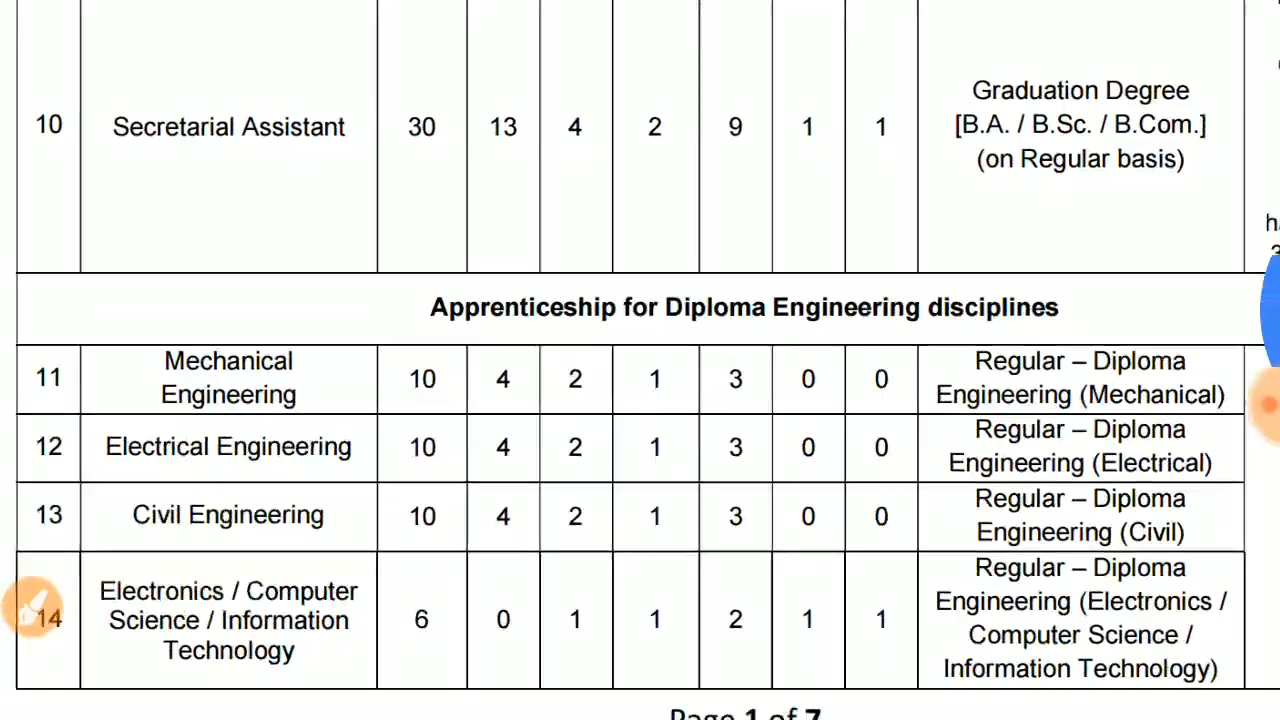 10 Secretarial Assistant 30 13 4 2 9 1 1 Graduation Degree
[B.A. / B.Sc. / B.Com.]
(on Regular basis)
Apprenticeship for Diploma Engineering disciplines
11 Mechanical
Engineering 10 4 2 1 3 0 0 Regular – Diploma
Engineering (Mechanical)
12 Electrical Engineering 10 4 2 1 3 0 0 Regular – Diploma
Engineering (Electrical)
13 Civil Engineering 10 4 2 1 3 0 0 Regular – Diploma
Engineering (Civil)
14 Electronics / Computer
Science / Information
Technology 6 0 1 1 2 1 1 Regular – Diploma
Engineering (Electronics /
Computer Science /
Information Technology)
Page 1 of 7